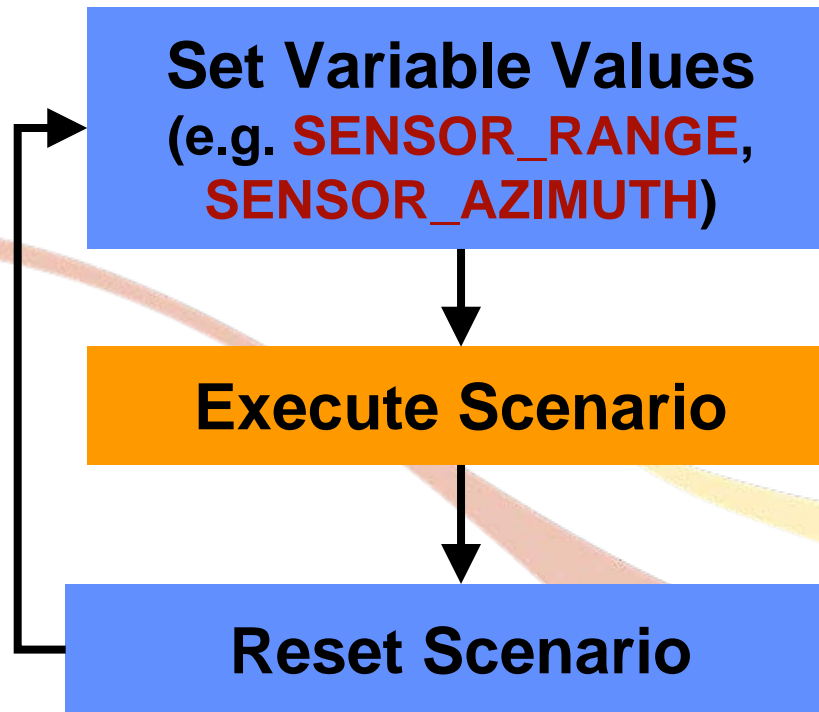 Set Variable Values
(e.g. SENSOR_RANGE,
SENSOR_AZIMUTH)
Execute Scenario
Reset Scenario